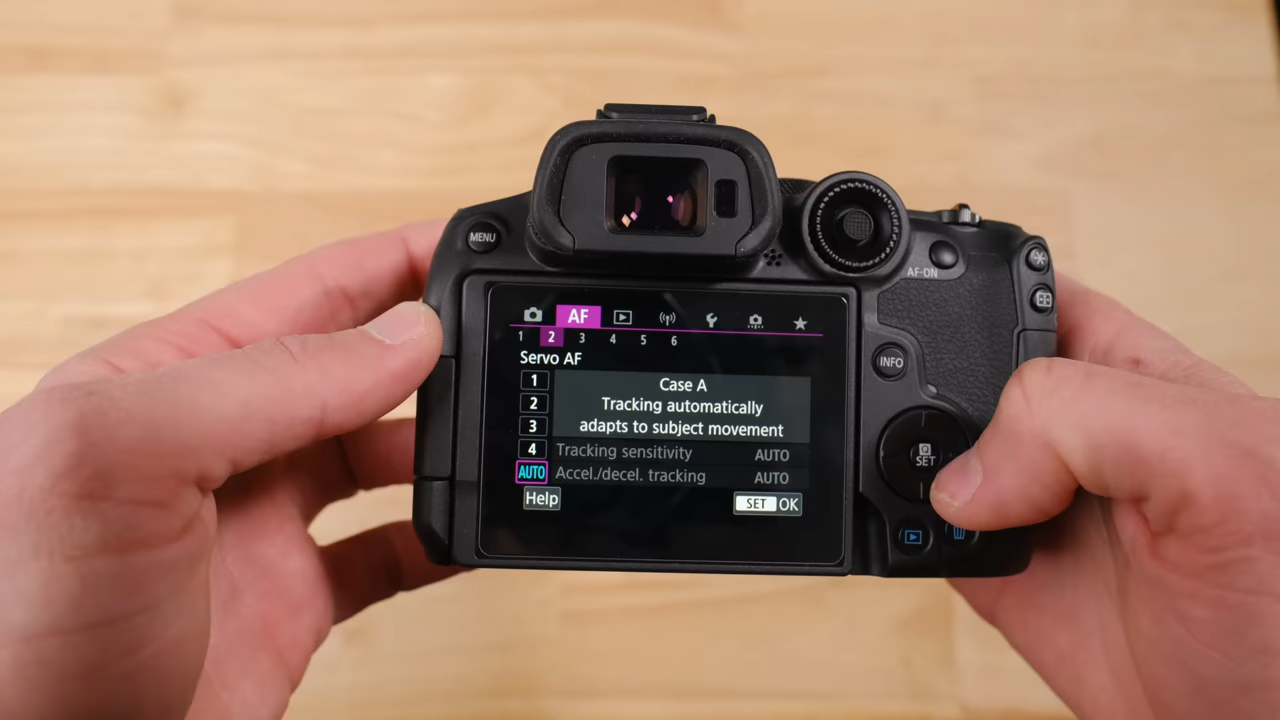 MENU
AF-ON
INFO
Q
SET
AF
1 2 3 4 5 6
Servo AF
1
2
3
4
AUTO
Case A
Tracking automatically
adapts to subject movement
Tracking sensitivity AUTO
Accel./decel. tracking AUTO
Help
SET OK